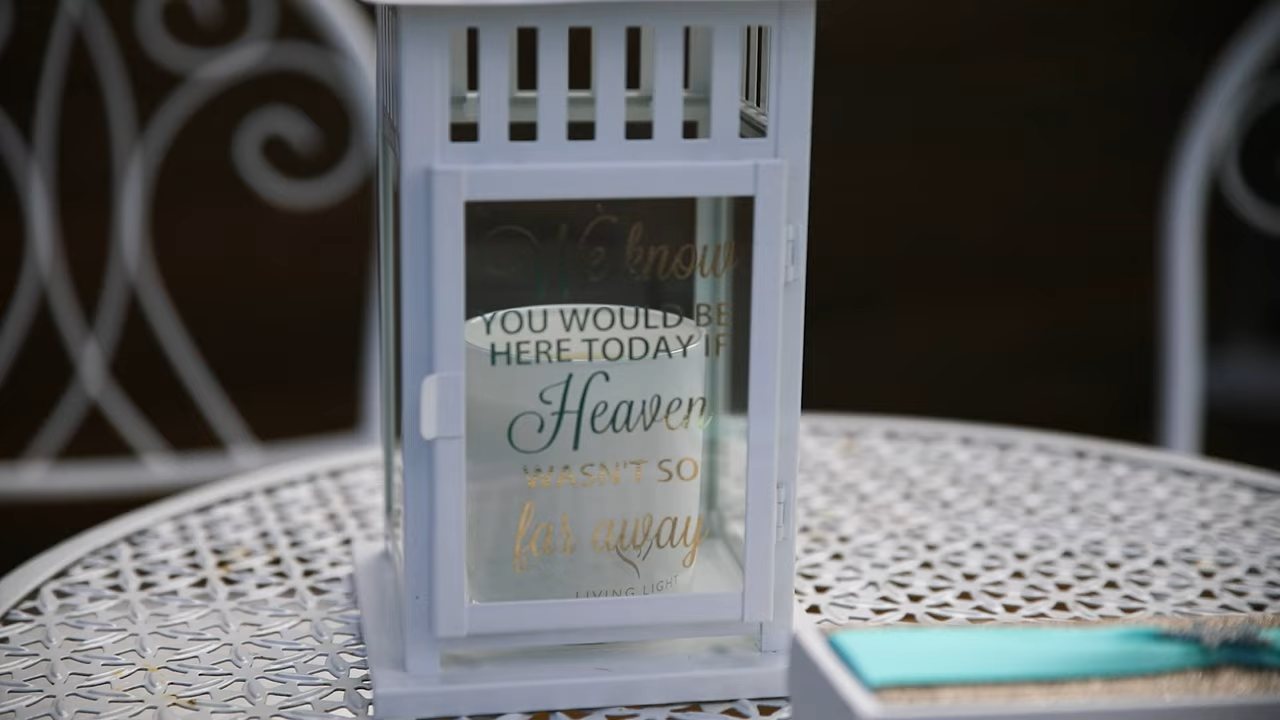 We know
YOU WOULD BE
HERE TODAY IF
Heaven
WASN'T SO
far away
LIVING LIGHT